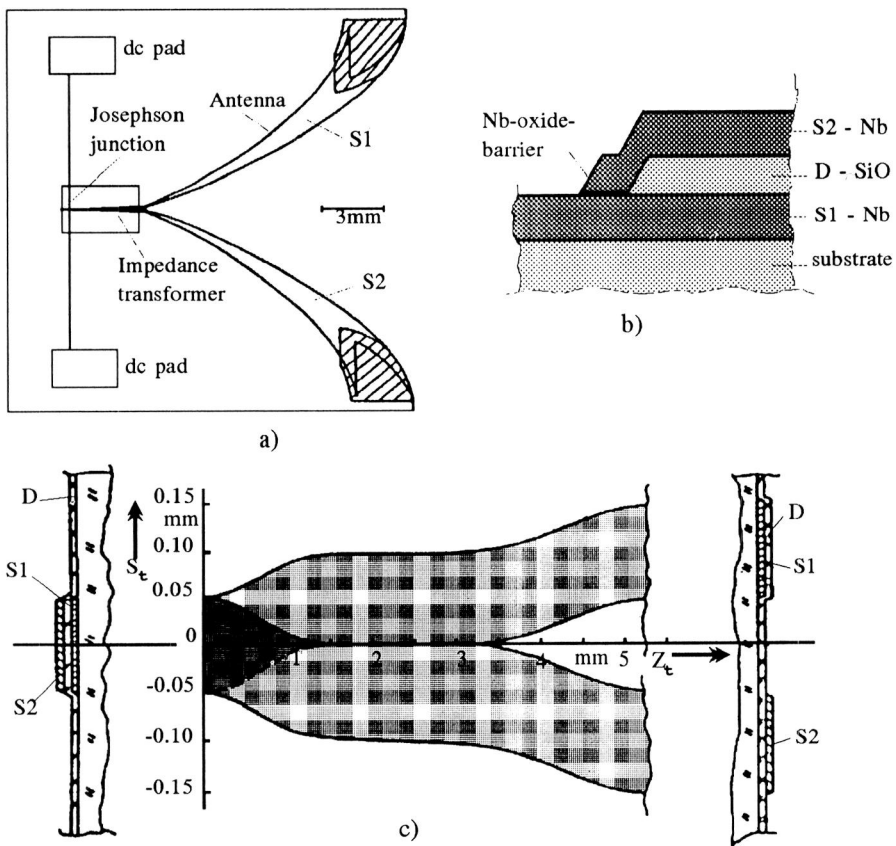 dc pad
Josephson
junction
Antenna
S1
3mm
Impedance
transformer
S2
dc pad
a)
Nb-oxide-
barrier
S2 - Nb
D - SiO
S1 - Nb
substrate
b)
D
S1
S2
0.15
mm
0.10
S_t
0.05
0
-0.05
-0.10
-0.15
1
2
3
mm
4
5
Z_t
D
S1
S2
c)